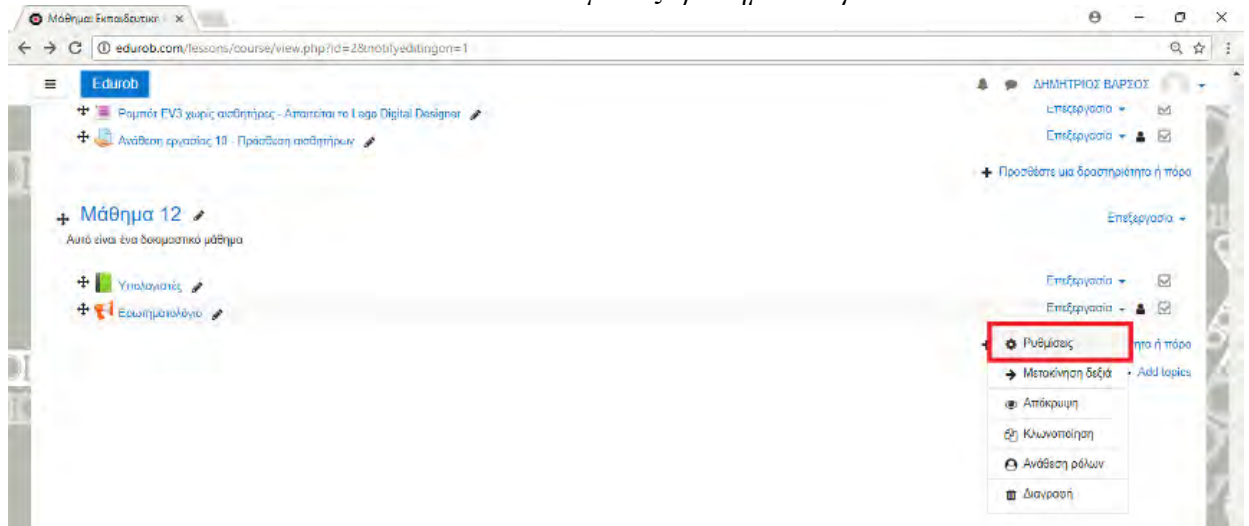 Μάθημα: Εκπαιδευτικη
edurob.com/lessons/course/view.php?id=2&notifyeditingon=1
Edurob
ΔΗΜΗΤΡΙΟΣ ΒΑΡΣΟΣ
Ρομπότ EV3 χωρίς αισθητήρες - Απαιτείται το Lego Digital Designer
Επεξεργασία
Ανάθεση εργασίας 10 - Πρόσθεση αισθητήρων
Επεξεργασία
Προσθέστε μια δραστηριότητα ή πόρο
Μάθημα 12
Επεξεργασία
Αυτό είναι ένα δοκιμαστικό μάθημα
Υπολογιστές
Επεξεργασία
Ερωτηματολόγιο
Επεξεργασία
Ρυθμίσεις
ητα ή πόρο
Μετακίνηση δεξιά
Add topics
Απόκρυψη
Κλωνοποίηση
Ανάθεση ρόλων
Διαγραφή